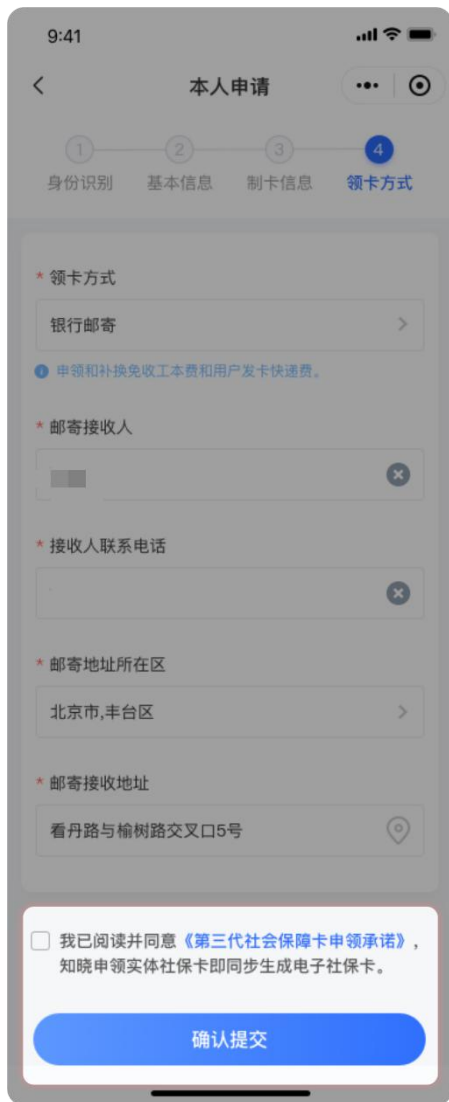 9:41
本人申请
1 2 3 4
身份识别 基本信息 制卡信息 领卡方式
* 领卡方式
银行邮寄
申领和补换免收工本费和用户发卡快递费。
* 邮寄接收人
* 接收人联系电话
* 邮寄地址所在区
北京市,丰台区
* 邮寄接收地址
看丹路与榆树路交叉口5号
我已阅读并同意《第三代社会保障卡申领承诺》,
知晓申领实体社保卡即同步生成电子社保卡。
确认提交